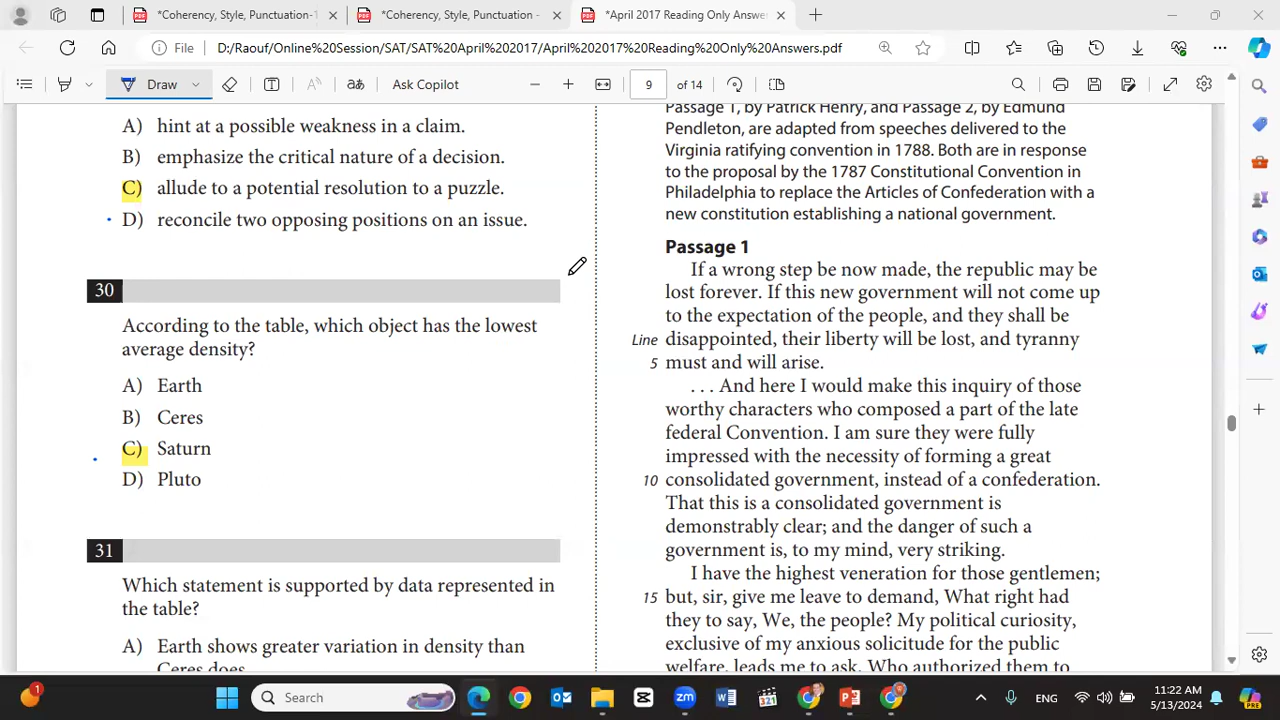 *Coherency, Style, Punctuation-1
*Coherency, Style, Punctuation -
*April 2017 Reading Only Answer
File
D:/Raouf/Online%20Session/SAT/SAT%20April%202017/April%202017%20Reading%20Only%20Answers.pdf
Draw
Ask Copilot
9 of 14
A) hint at a possible weakness in a claim.
B) emphasize the critical nature of a decision.
C) allude to a potential resolution to a puzzle.
D) reconcile two opposing positions on an issue.
30
According to the table, which object has the lowest
average density?
A) Earth
B) Ceres
C) Saturn
D) Pluto
31
Which statement is supported by data represented in
the table?
A) Earth shows greater variation in density than
Ceres does.
Passage 1, by Patrick Henry, and Passage 2, by Edmund
Pendleton, are adapted from speeches delivered to the
Virginia ratifying convention in 1788. Both are in response
to the proposal by the 1787 Constitutional Convention in
Philadelphia to replace the Articles of Confederation with a
new constitution establishing a national government.
Passage 1
If a wrong step be now made, the republic may be
lost forever. If this new government will not come up
to the expectation of the people, and they shall be
Line disappointed, their liberty will be lost, and tyranny
5 must and will arise.
. . . And here I would make this inquiry of those
worthy characters who composed a part of the late
federal Convention. I am sure they were fully
impressed with the necessity of forming a great
10 consolidated government, instead of a confederation.
That this is a consolidated government is
demonstrably clear; and the danger of such a
government is, to my mind, very striking.
I have the highest veneration for those gentlemen;
15 but, sir, give me leave to demand, What right had
they to say, We, the people? My political curiosity,
exclusive of my anxious solicitude for the public
welfare, leads me to ask, Who authorized them to
1
Search
ENG
11:22 AM
5/13/2024